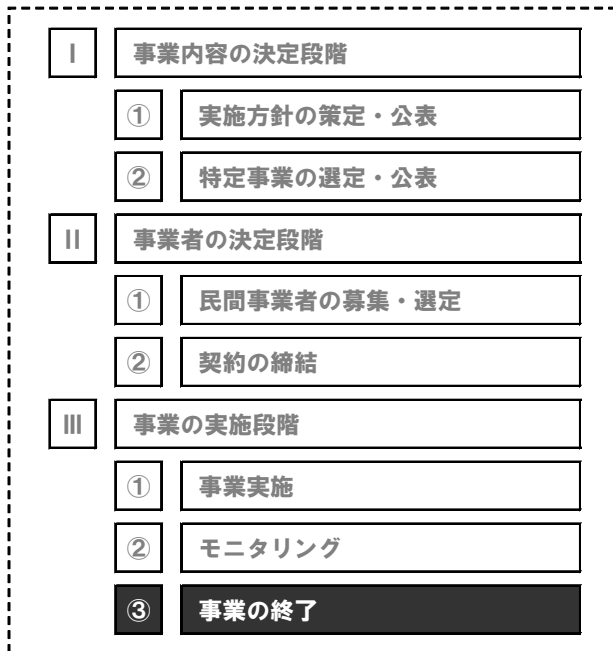 Ⅰ 事業内容の決定段階
① 実施方針の策定・公表
② 特定事業の選定・公表
Ⅱ 事業者の決定段階
① 民間事業者の募集・選定
② 契約の締結
Ⅲ 事業の実施段階
① 事業実施
② モニタリング
③ 事業の終了